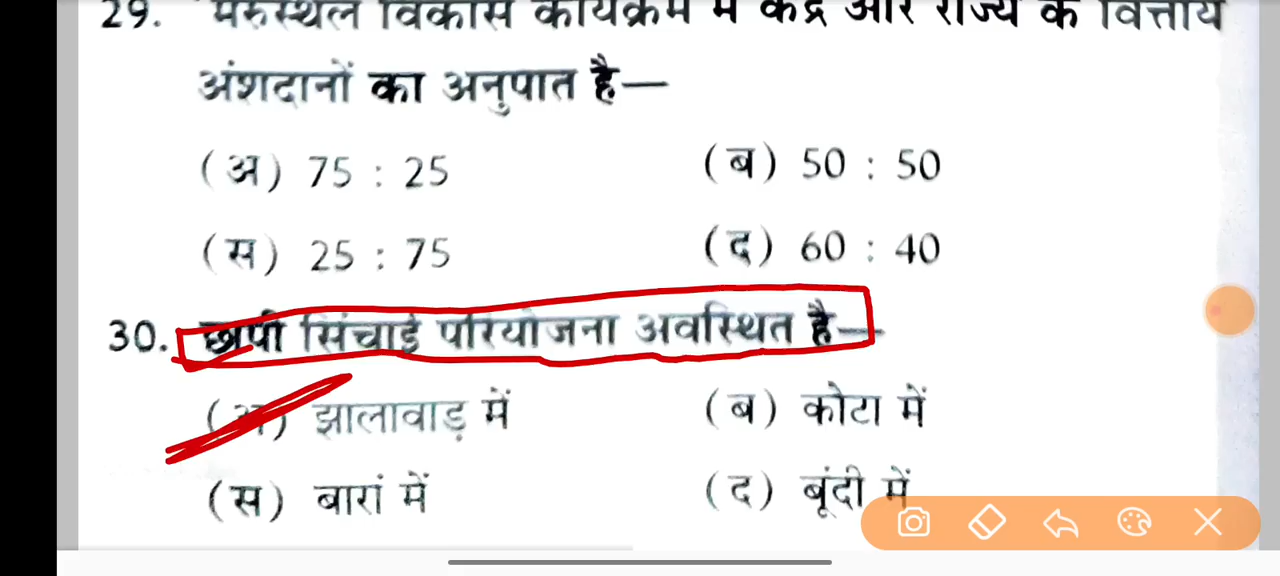 29. मरुस्थल विकास कार्यक्रम में केंद्र और राज्य के वित्तीय
अंशदानों का अनुपात है—
(अ) 75 : 25 (ब) 50 : 50
(स) 25 : 75 (द) 60 : 40
30. छापी सिंचाई परियोजना अवस्थित है—
(अ) झालावाड़ में (ब) कोटा में
(स) बारां में (द) बूंदी में